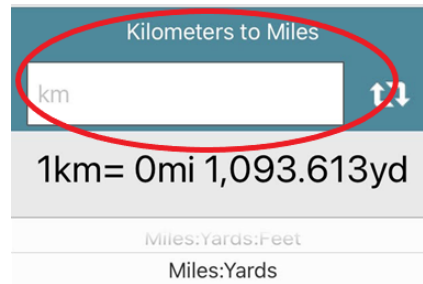 Kilometers to Miles
km
1km= 0mi 1,093.613yd
Miles:Yards:Feet
Miles:Yards